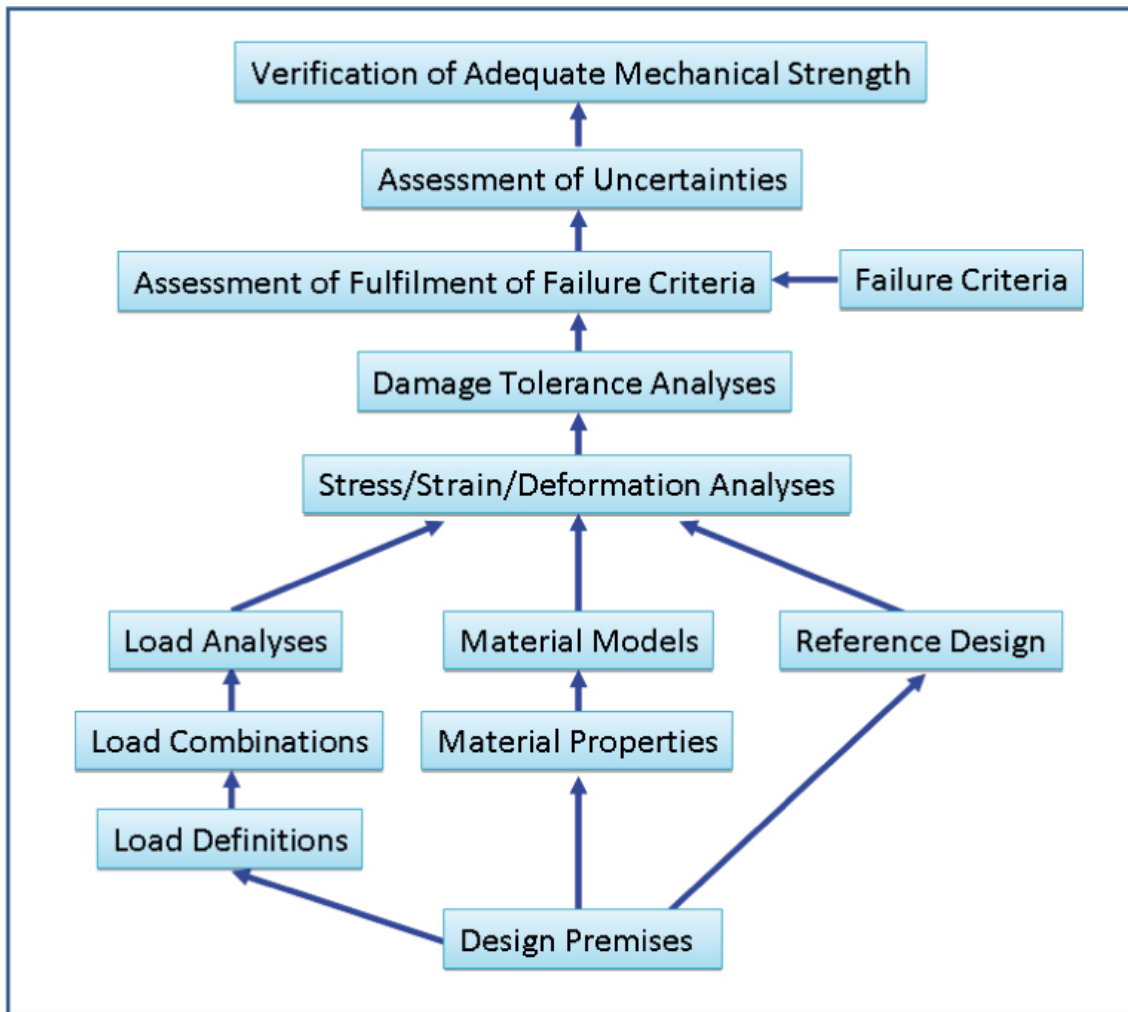 Verification of Adequate Mechanical Strength
Assessment of Uncertainties
Assessment of Fulfilment of Failure Criteria
Failure Criteria
Damage Tolerance Analyses
Stress/Strain/Deformation Analyses
Load Analyses
Material Models
Reference Design
Load Combinations
Material Properties
Load Definitions
Design Premises